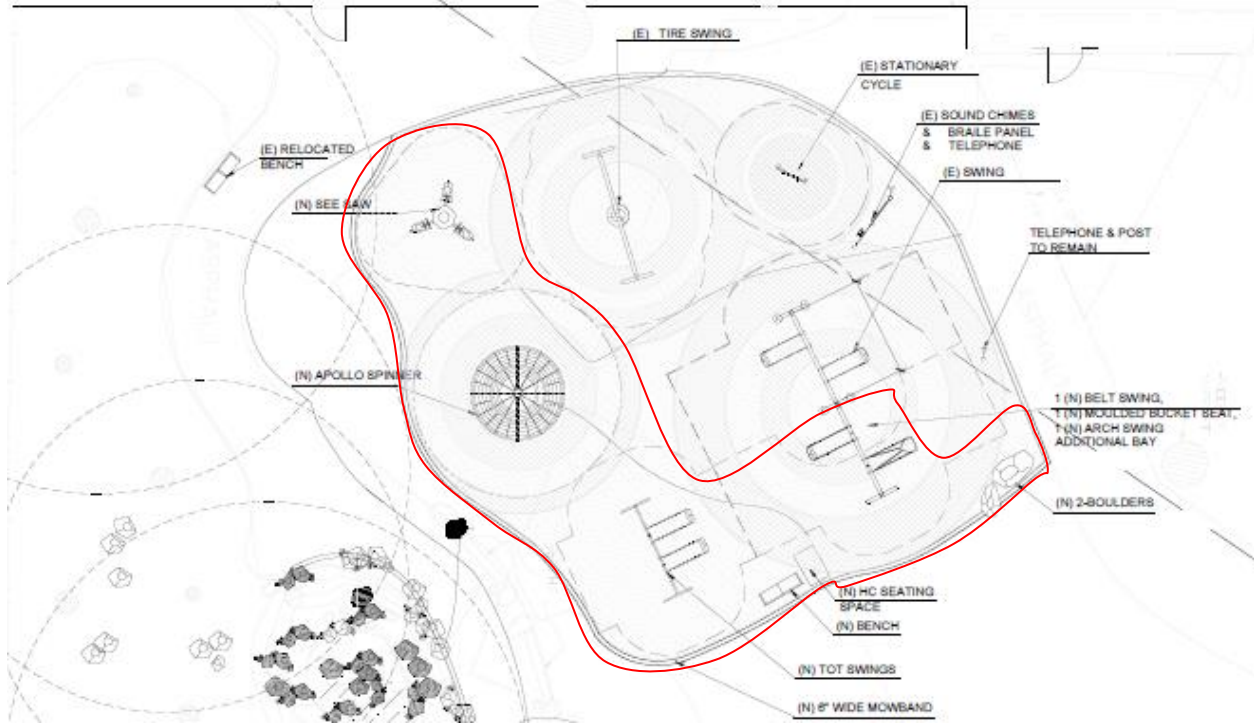 (E) TIRE SWING
(E) STATIONARY
CYCLE
(E) SOUND CHIMES
& BRAILE PANEL
& TELEPHONE
(E) SWING
(E) RELOCATED
BENCH
(N) SEE SAW
TELEPHONE & POST
TO REMAIN
(N) APOLLO SPINNER
1 (N) BELT SWING,
1 (N) MOULDED BUCKET SEAT,
1 (N) ARCH SWING
ADDITIONAL BAY
(N) 2-BOULDERS
(N) HC SEATING
SPACE
(N) BENCH
(N) TOT SWINGS
(N) 6" WIDE MOWBAND